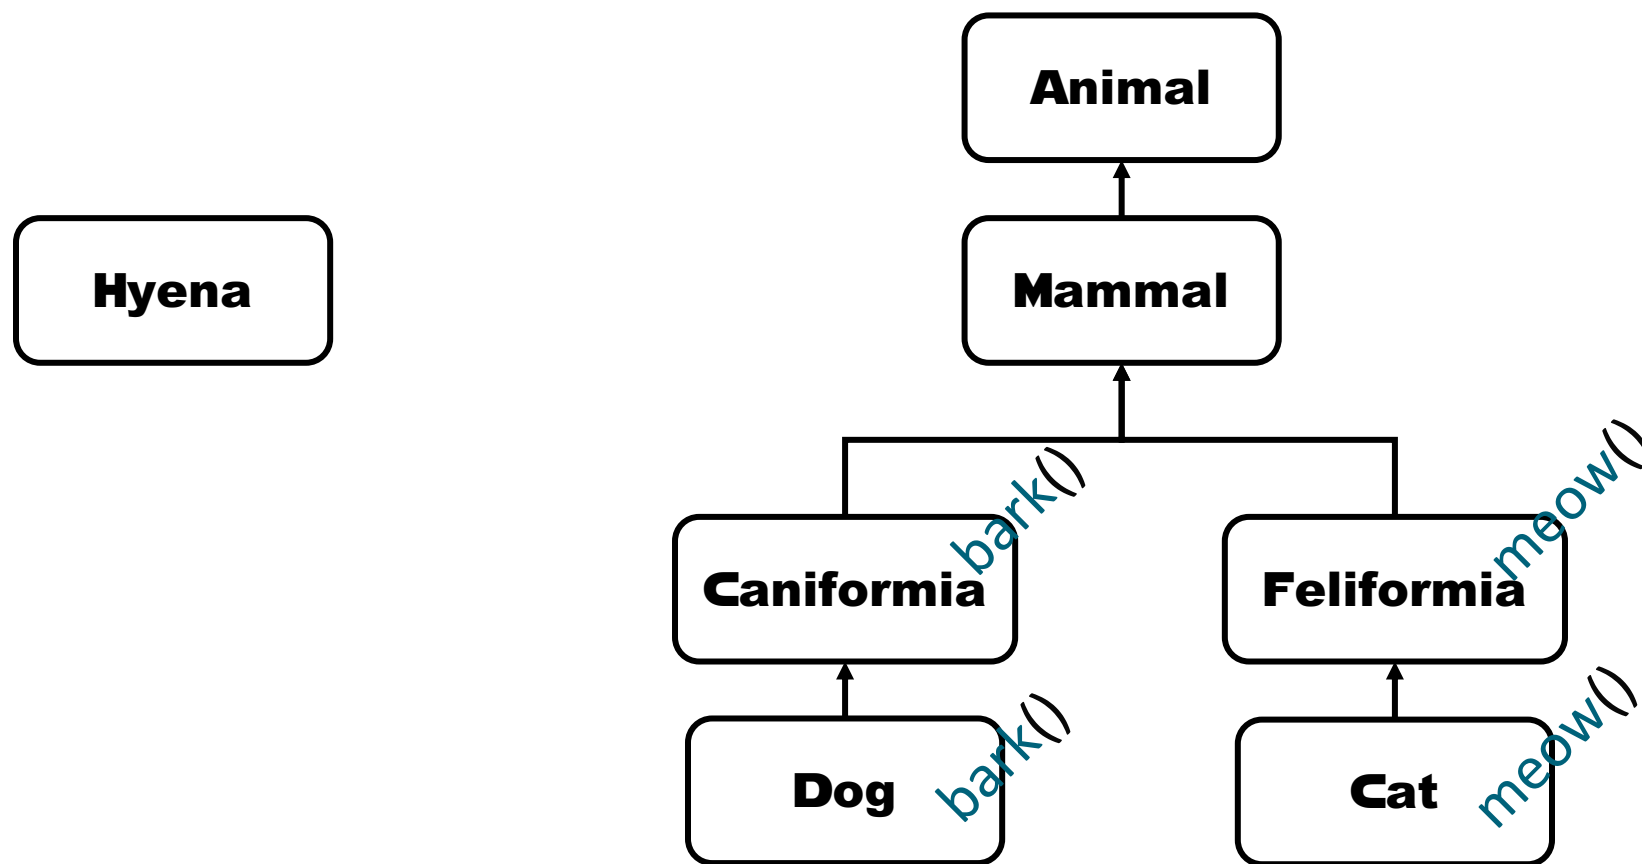 Animal
Hyena
Mammal
bark()
meow()
Caniformia
Feliformia
bark()
meow()
Dog
Cat